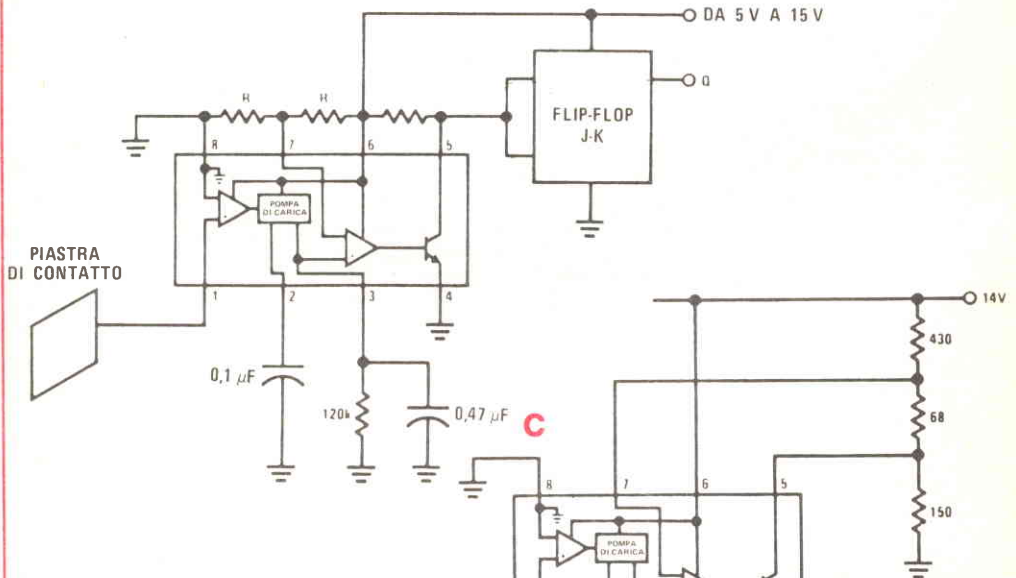 DA 5 V A 15 V
Q
FLIP-FLOP
J-K
R
R
8
7
6
5
POMPA
DI CARICA
PIASTRA
DI CONTATTO
1
2
3
4
0,1 µF
120k
0,47 µF
C
14V
430
68
150
8
7
6
5
POMPA
DI CARICA